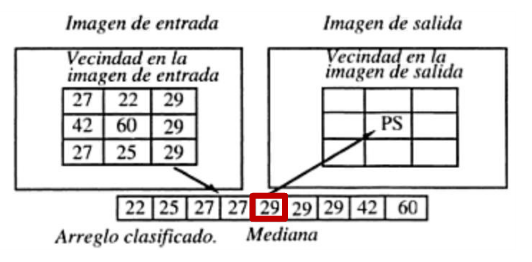 Imagen de entrada
Imagen de salida
Vecindad en la
imagen de entrada
Vecindad en la
imagen de salida
27 22 29
42 60 29
27 25 29
PS
22 25 27 27 29 29 29 42 60
Arreglo clasificado. Mediana